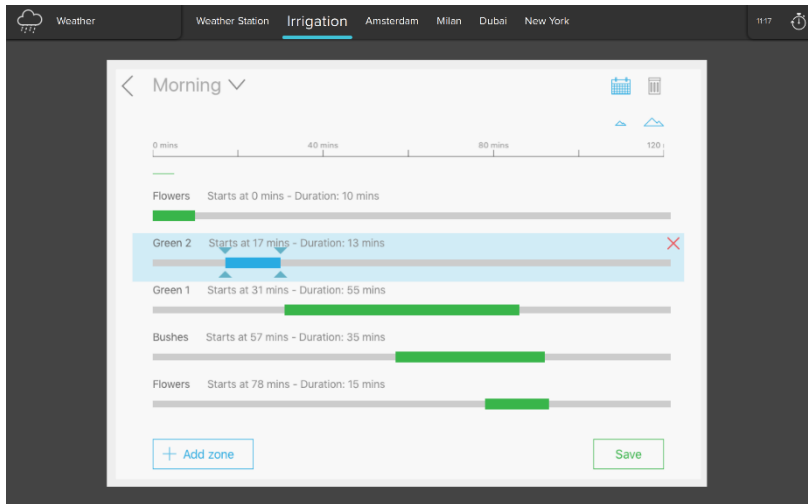 Weather
Weather Station Irrigation Amsterdam Milan Dubai New York
11:17
Morning
0 mins 40 mins 80 mins 120
Flowers Starts at 0 mins - Duration: 10 mins
Green 2 Starts at 17 mins - Duration: 13 mins
Green 1 Starts at 31 mins - Duration: 55 mins
Bushes Starts at 57 mins - Duration: 35 mins
Flowers Starts at 78 mins - Duration: 15 mins
Add zone Save